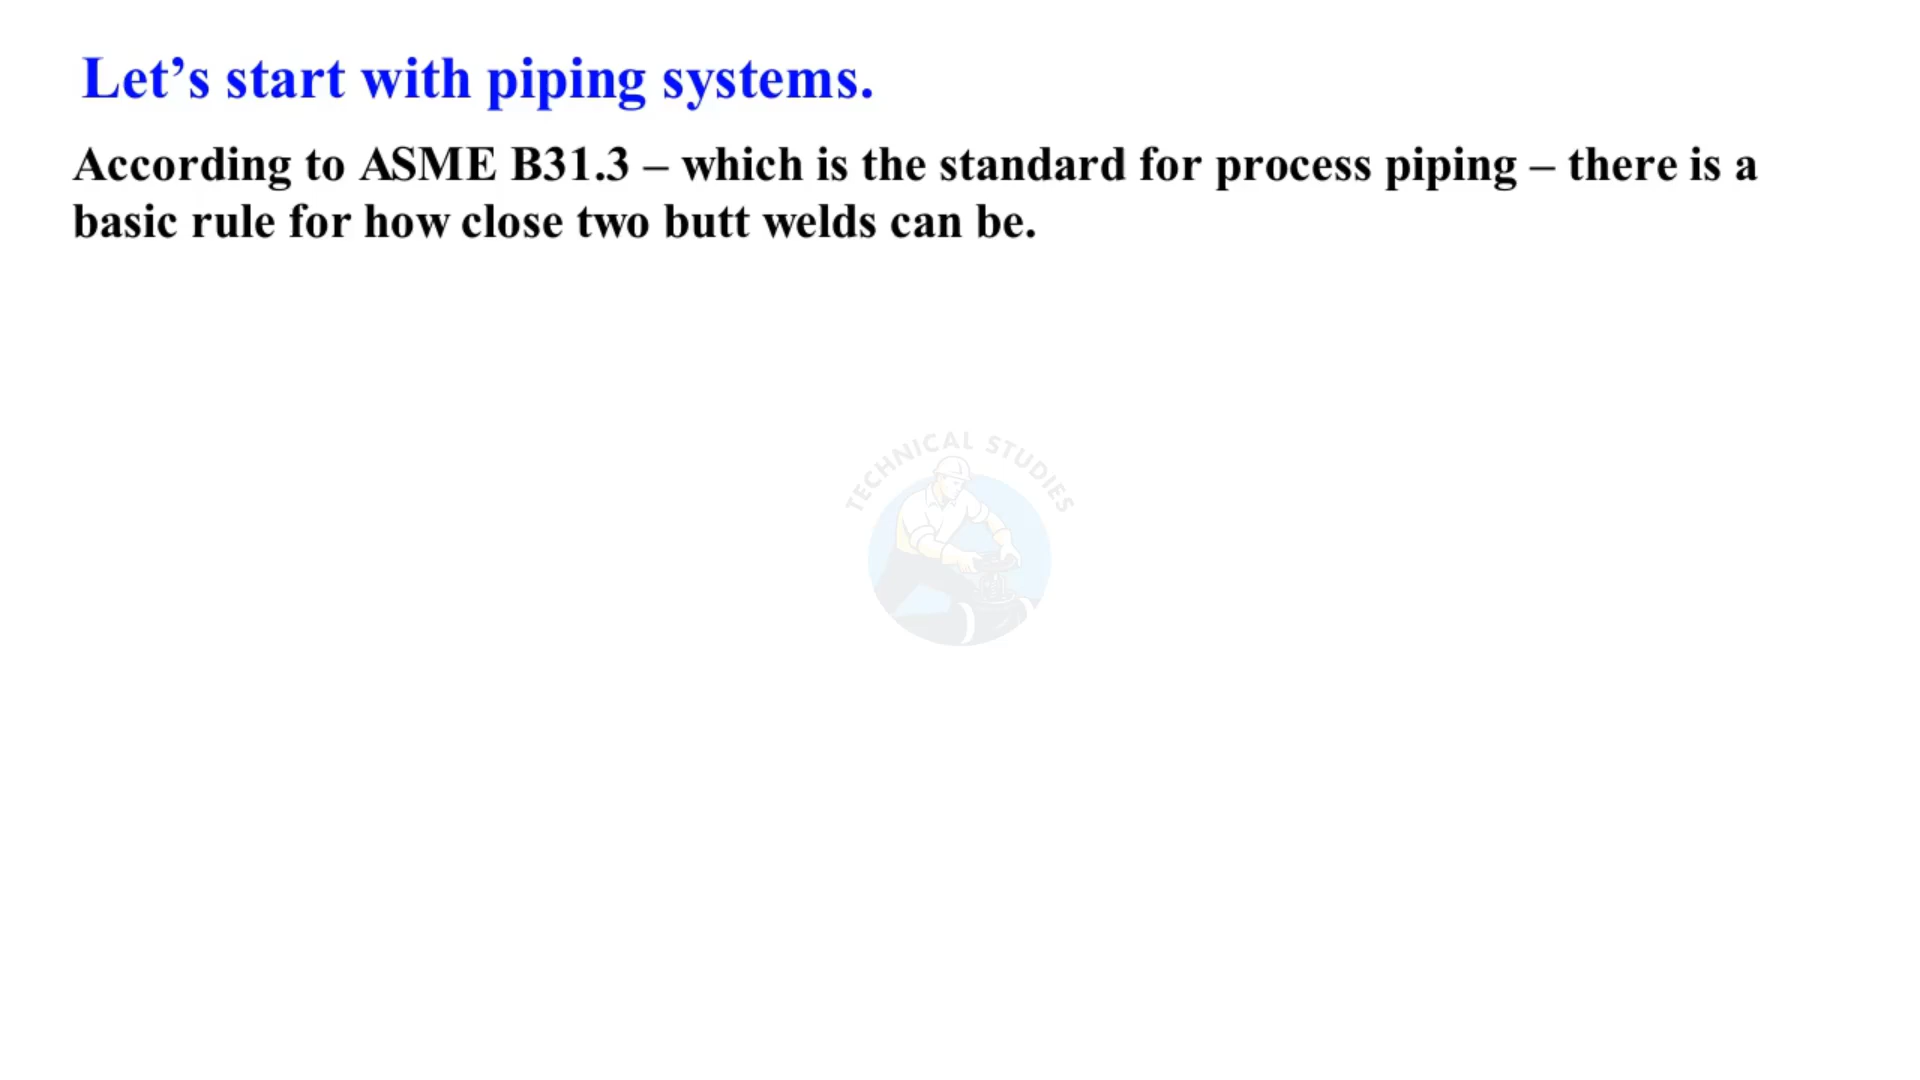 Let’s start with piping systems.
According to ASME B31.3 – which is the standard for process piping – there is a
basic rule for how close two butt welds can be.
TECHNICAL STUDIES